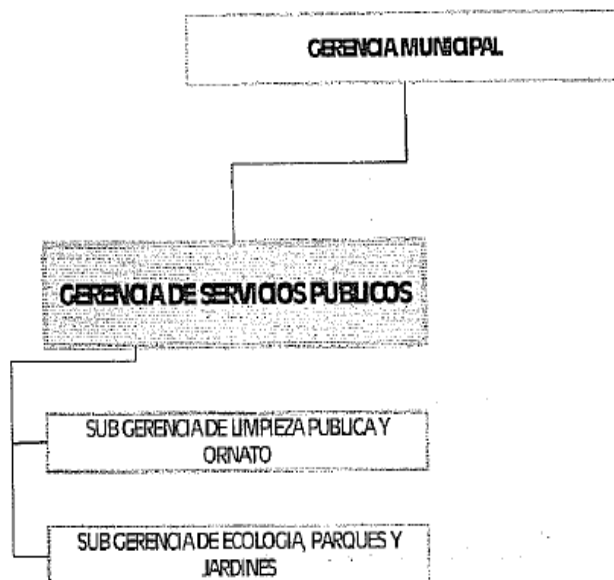 GERENCIA MUNICIPAL
GERENCIA DE SERVICIOS PUBLICOS
SUB GERENCIA DE LIMPIEZA PUBLICA Y
ORNATO
SUB GERENCIA DE ECOLOGIA, PARQUES Y
JARDINES